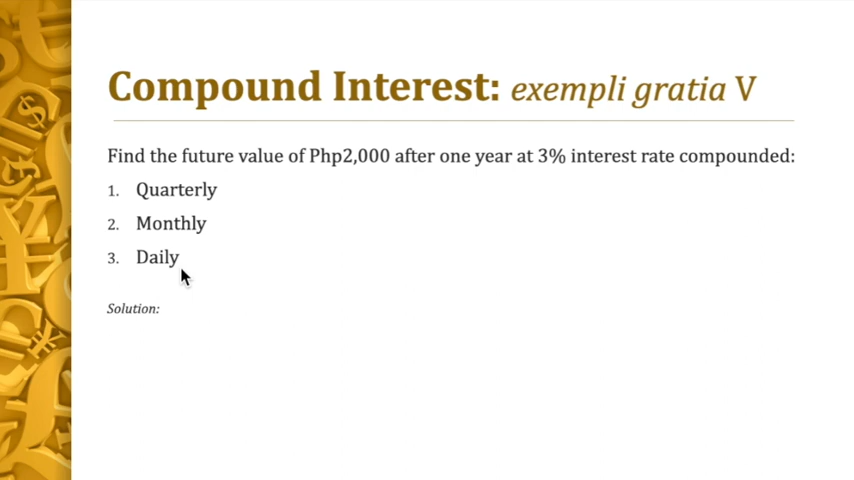 Compound Interest: exempli gratia V
Find the future value of Php2,000 after one year at 3% interest rate compounded:
1. Quarterly
2. Monthly
3. Daily
Solution: